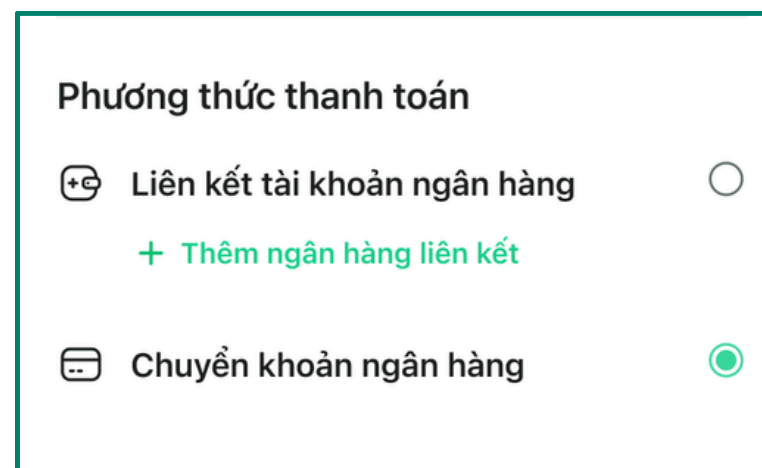 Phương thức thanh toán
Liên kết tài khoản ngân hàng
+ Thêm ngân hàng liên kết
Chuyển khoản ngân hàng